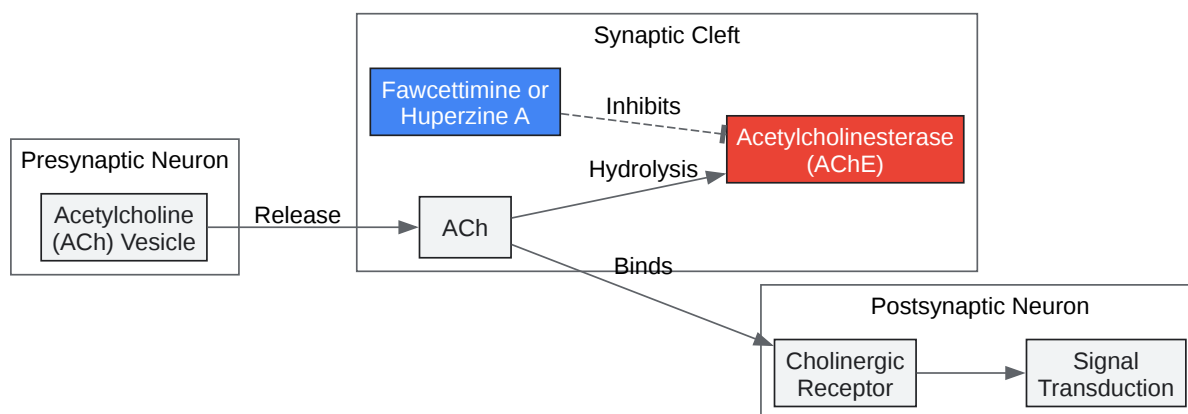 Synaptic Cleft
Fawcettimine or
Huperzine A
Inhibits
Acetylcholinesterase
(AChE)
Hydrolysis
Presynaptic Neuron
Acetylcholine
(ACh) Vesicle
Release
ACh
Binds
Postsynaptic Neuron
Cholinergic
Receptor
Signal
Transduction